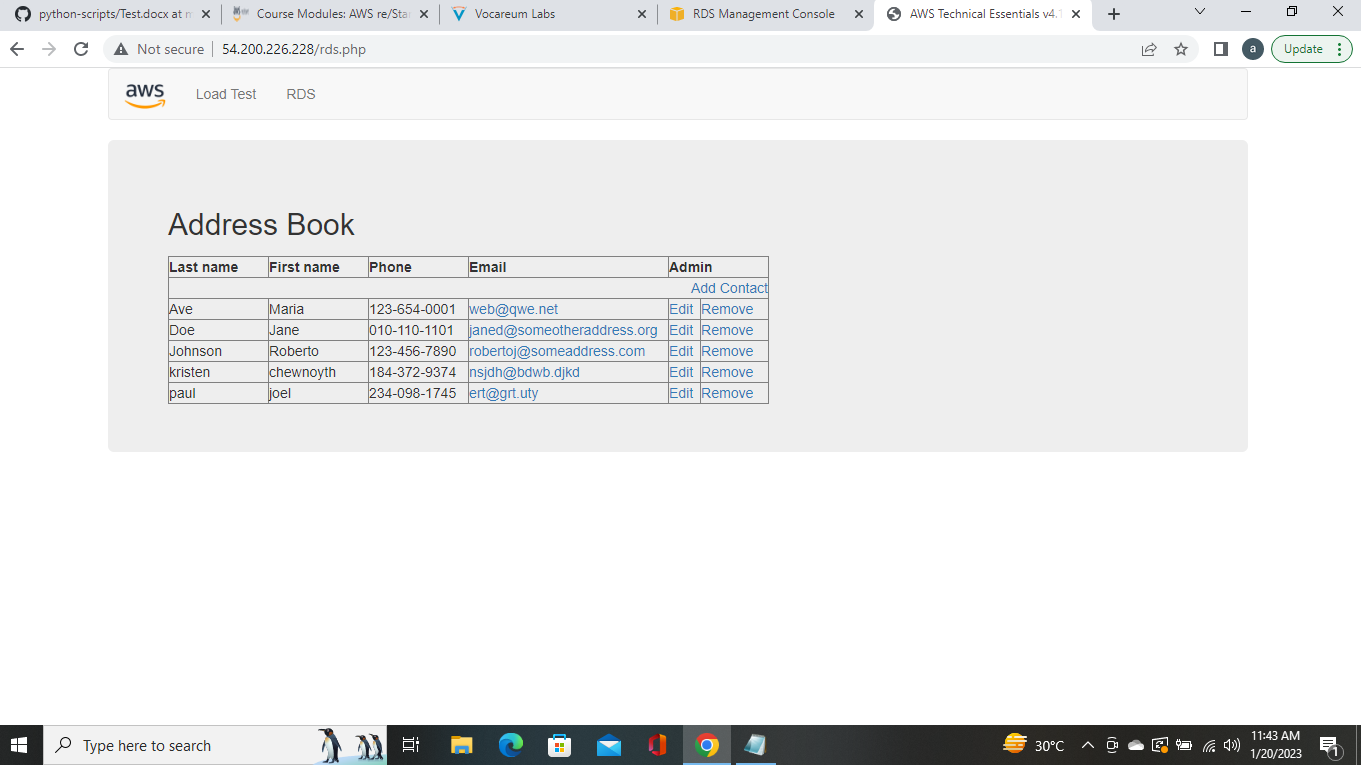 python-scripts/Test.docx at m
Course Modules: AWS re/Star
Vocareum Labs
RDS Management Console
AWS Technical Essentials v4.1
Not secure
54.200.226.228/rds.php
a
Update
aws
Load Test
RDS
Address Book
Last name First name Phone Email Admin
Add Contact
Ave Maria 123-654-0001 web@qwe.net Edit Remove
Doe Jane 010-110-1101 janed@someotheraddress.org Edit Remove
Johnson Roberto 123-456-7890 robertoj@someaddress.com Edit Remove
kristen chewnoyth 184-372-9374 nsjdh@bdwb.djkd Edit Remove
paul joel 234-098-1745 ert@grt.uty Edit Remove
Type here to search
30°C
11:43 AM
1/20/2023
1